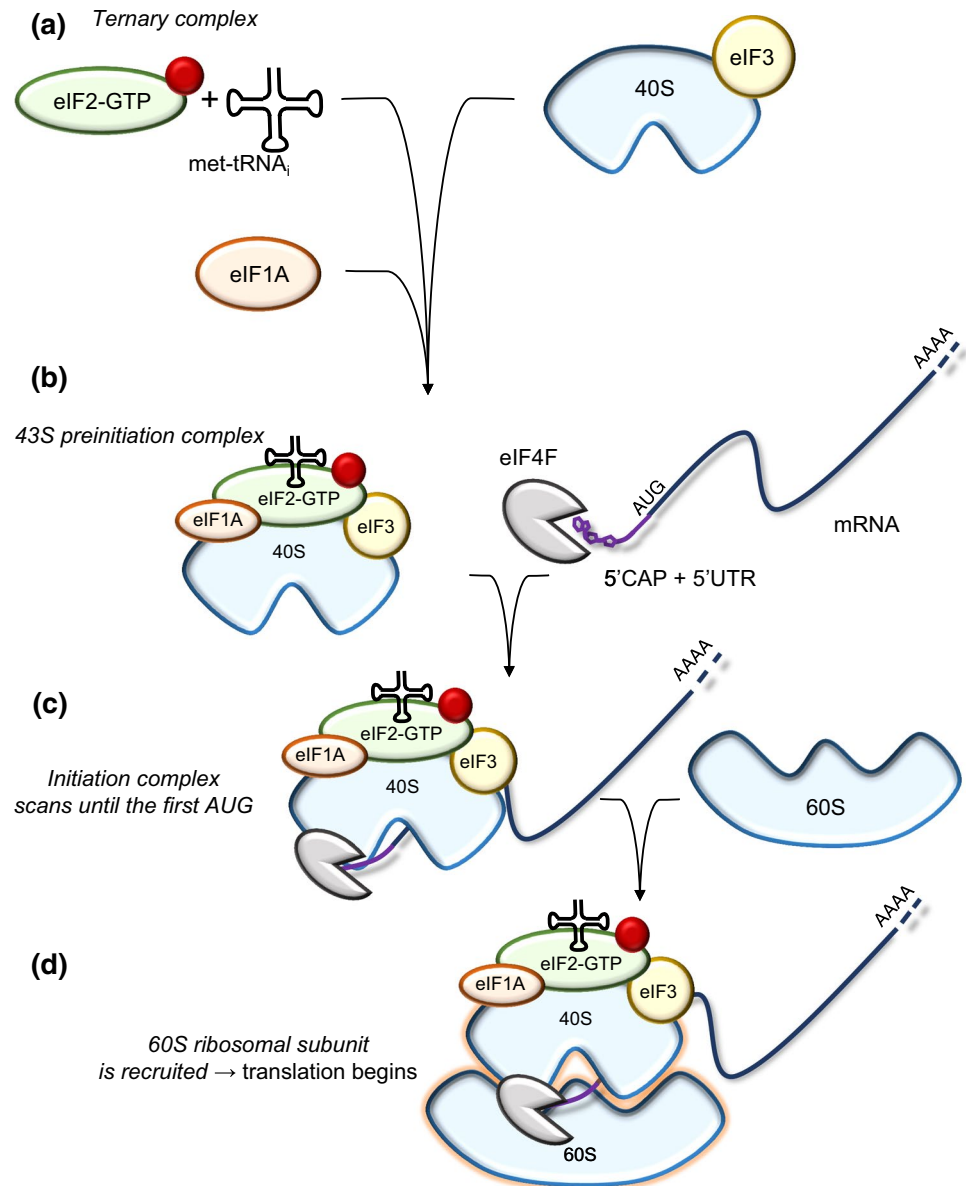 (a)
Ternary complex
eIF2-GTP
+
met-tRNAi
40S
eIF3
eIF1A
(b)
43S preinitiation complex
eIF2-GTP
eIF1A
eIF3
40S
eIF4F
AUG
AAAA
mRNA
5'CAP + 5'UTR
(c)
Initiation complex
scans until the first AUG
eIF2-GTP
eIF1A
eIF3
40S
AAAA
60S
(d)
60S ribosomal subunit
is recruited → translation begins
eIF2-GTP
eIF1A
eIF3
40S
60S
AAAA